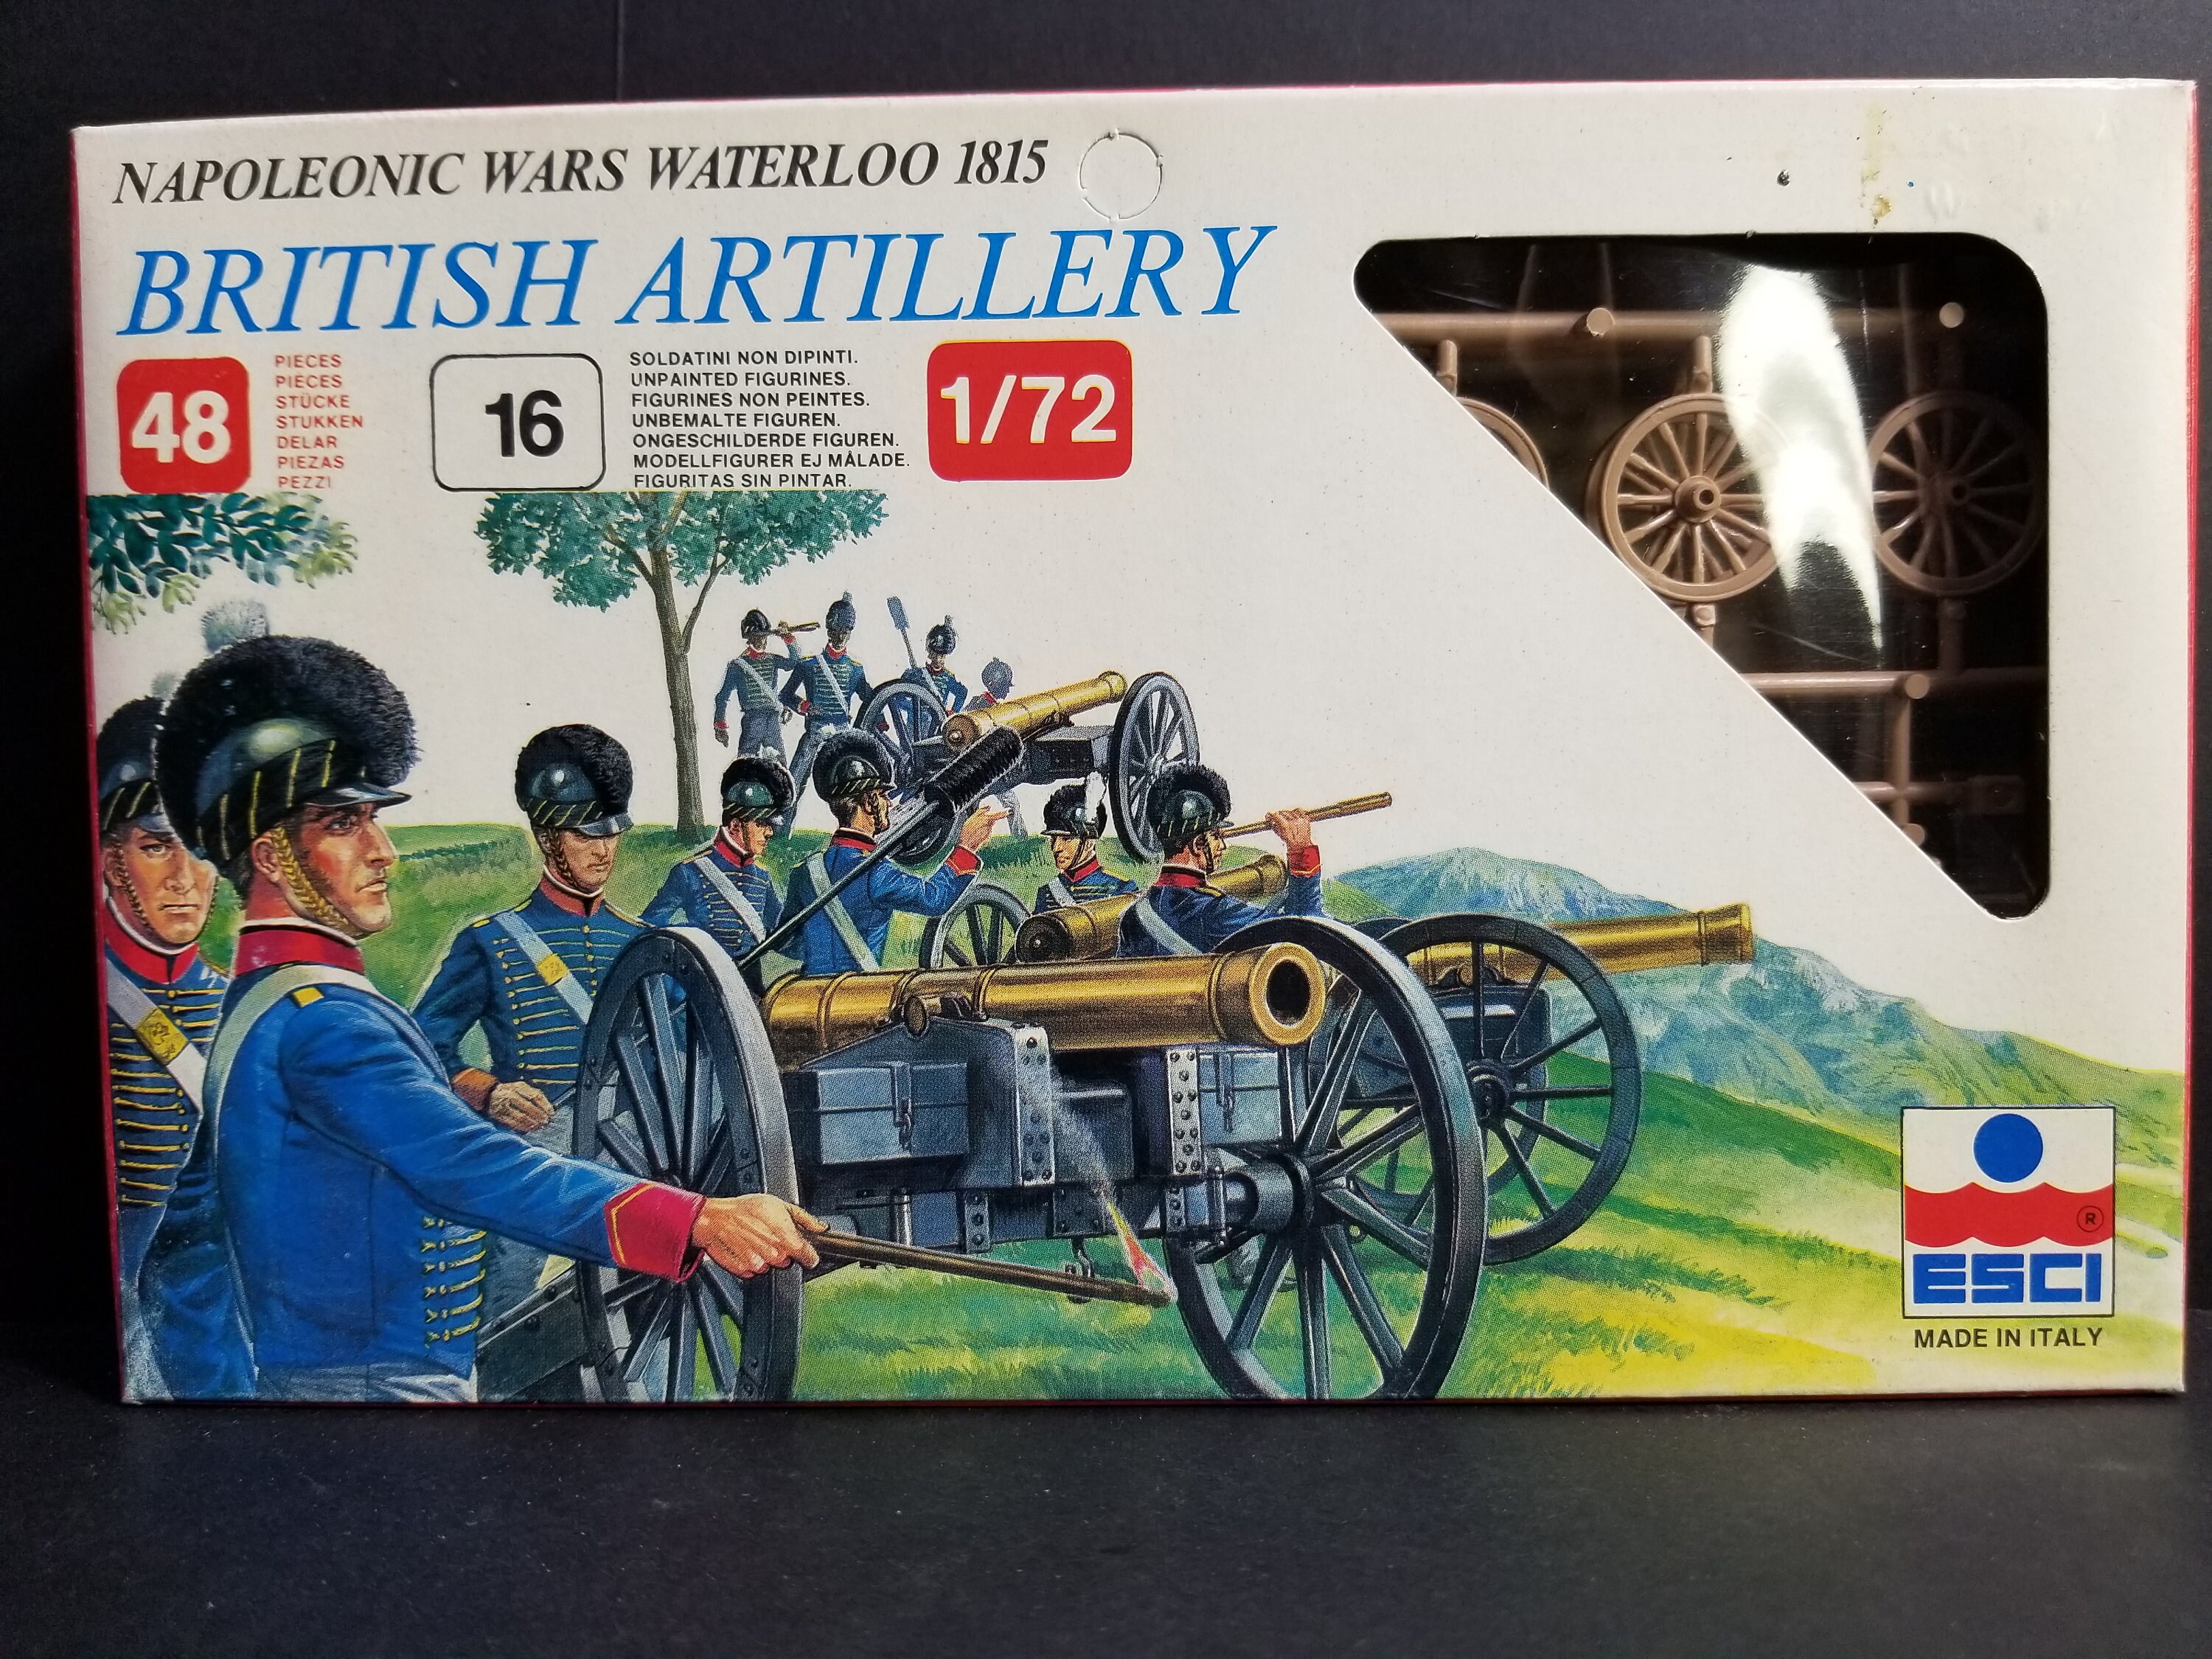 NAPOLEONIC WARS WATERLOO 1815
BRITISH ARTILLERY
48
PIECES
PIÈCES
STÜCKE
STUKKEN
DELAR
PIEZAS
PEZZI
16
SOLDATINI NON DIPINTI.
UNPAINTED FIGURINES.
FIGURINES NON PEINTES.
UNBEMALTE FIGUREN.
ONGESCHILDERDE FIGUREN.
MODELLFIGURER EJ MÅLADE.
FIGURITAS SIN PINTAR.
1/72
®
ESCI
MADE IN ITALY